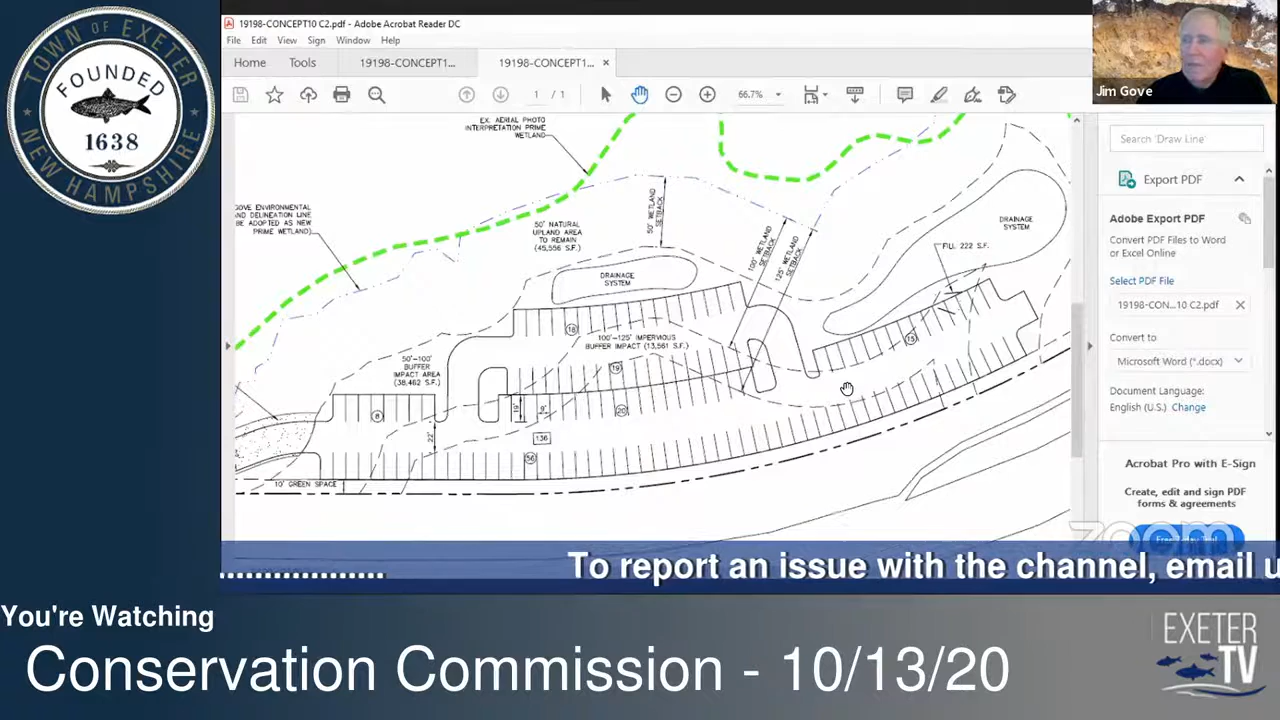 TOWN OF EXETER
FOUNDED
1638
NEW HAMPSHIRE
19198-CONCEPT10 C2.pdf - Adobe Acrobat Reader DC
File Edit View Sign Window Help
Home Tools 19198-CONCEPT1... 19198-CONCEPT1... ×
1 / 1 66.7%
Jim Gove
EX. AERIAL PHOTO
INTERPRETATION PRIME
WETLAND
GOVE ENVIRONMENTAL
AND DELINEATION LINE
BE ADOPTED AS NEW
PRIME WETLAND)
50' NATURAL
UPLAND AREA
TO REMAIN
(45,556 S.F.)
50' WETLAND
SETBACK
100' WETLAND
SETBACK
125' WETLAND
SETBACK
DRAINAGE
SYSTEM
FILL 222 S.F.
DRAINAGE
SYSTEM
18
100'-125' IMPERVIOUS
BUFFER IMPACT (13,561 S.F.)
15
50'-100'
BUFFER
IMPACT AREA
(38,462 S.F.)
19
8
19'
9'
20
22'
136
56
10' GREEN SPACE
Search 'Draw Line'
Export PDF
Adobe Export PDF
Convert PDF Files to Word
or Excel Online
Select PDF File
19198-CON...10 C2.pdf ×
Convert to
Microsoft Word (*.docx)
Document Language:
English (U.S.) Change
Acrobat Pro with E-Sign
Create, edit and sign PDF
forms & agreements
Free 7-day Trial
zoom
To report an issue with the channel, email u
You're Watching
Conservation Commission - 10/13/20
EXETER
TV